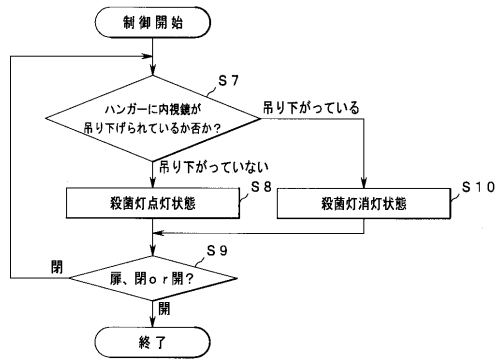 制御開始
S7
ハンガーに内視鏡が
吊り下げられているか否か?
吊り下がっている
吊り下がっていない
S8
殺菌灯点灯状態
S10
殺菌灯消灯状態
S9
扉、閉or開?
閉
開
終了